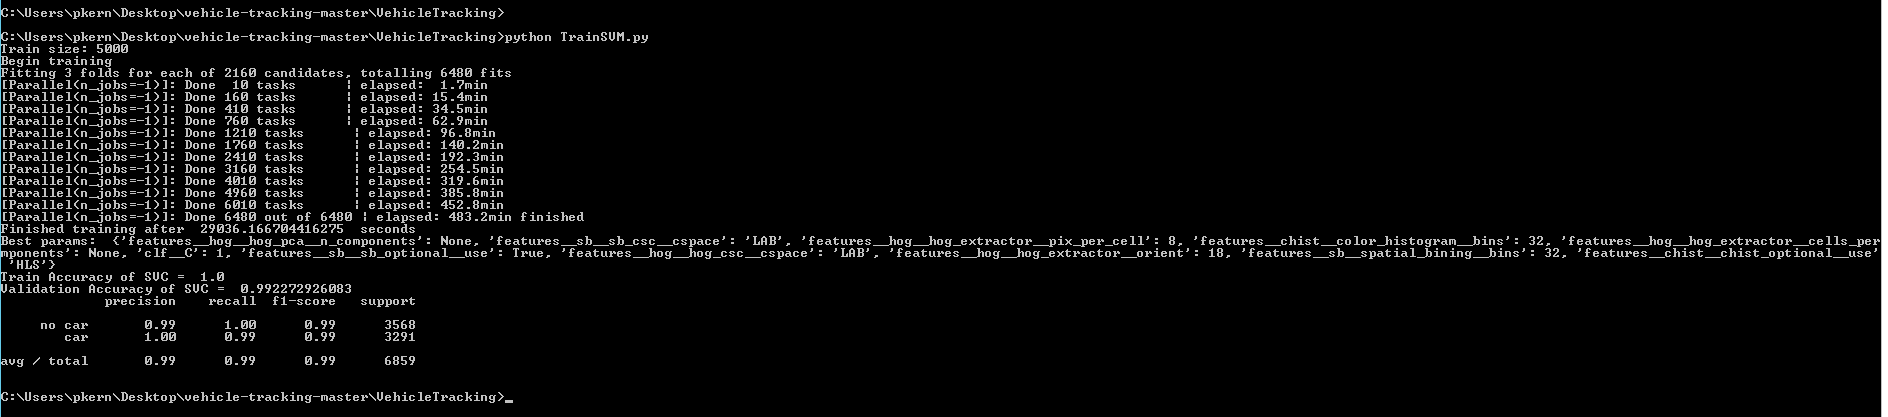 C:\Users\pkern\Desktop\vehicle-tracking-master\VehicleTracking>
C:\Users\pkern\Desktop\vehicle-tracking-master\VehicleTracking>python TrainSVM.py
Train size: 5000
Begin training
Fitting 3 folds for each of 2160 candidates, totalling 6480 fits
[Parallel(n_jobs=-1)]: Done  10 tasks      | elapsed:  1.7min
[Parallel(n_jobs=-1)]: Done 160 tasks      | elapsed: 15.4min
[Parallel(n_jobs=-1)]: Done 410 tasks      | elapsed: 34.5min
[Parallel(n_jobs=-1)]: Done 760 tasks      | elapsed: 62.9min
[Parallel(n_jobs=-1)]: Done 1210 tasks      | elapsed: 96.8min
[Parallel(n_jobs=-1)]: Done 1760 tasks      | elapsed: 140.2min
[Parallel(n_jobs=-1)]: Done 2410 tasks      | elapsed: 192.3min
[Parallel(n_jobs=-1)]: Done 3160 tasks      | elapsed: 254.5min
[Parallel(n_jobs=-1)]: Done 4010 tasks      | elapsed: 319.6min
[Parallel(n_jobs=-1)]: Done 4960 tasks      | elapsed: 385.8min
[Parallel(n_jobs=-1)]: Done 6010 tasks      | elapsed: 452.8min
[Parallel(n_jobs=-1)]: Done 6480 out of 6480 | elapsed: 483.2min finished
Finished training after  29036.166704416275  seconds
Best params:  {'features__hog__hog_pca__n_components': None, 'features__sb__sb_csc__cspace': 'LAB', 'features__hog__hog_extractor__pix_per_cell': 8, 'features__chist__color_histogram__bins': 32, 'features__hog__hog_extractor__cells_per
mponents': None, 'clf__C': 1, 'features__sb__sb_optional__use': True, 'features__hog__hog_csc__cspace': 'LAB', 'features__hog__hog_extractor__orient': 18, 'features__sb__spatial_bining__bins': 32, 'features__chist__chist_optional__use'
 'HLS'}
Train Accuracy of SVC =  1.0
Validation Accuracy of SVC =  0.992272926083
             precision    recall  f1-score   support
     no car       0.99      1.00      0.99      3568
        car       1.00      0.99      0.99      3291
avg / total       0.99      0.99      0.99      6859
C:\Users\pkern\Desktop\vehicle-tracking-master\VehicleTracking>_